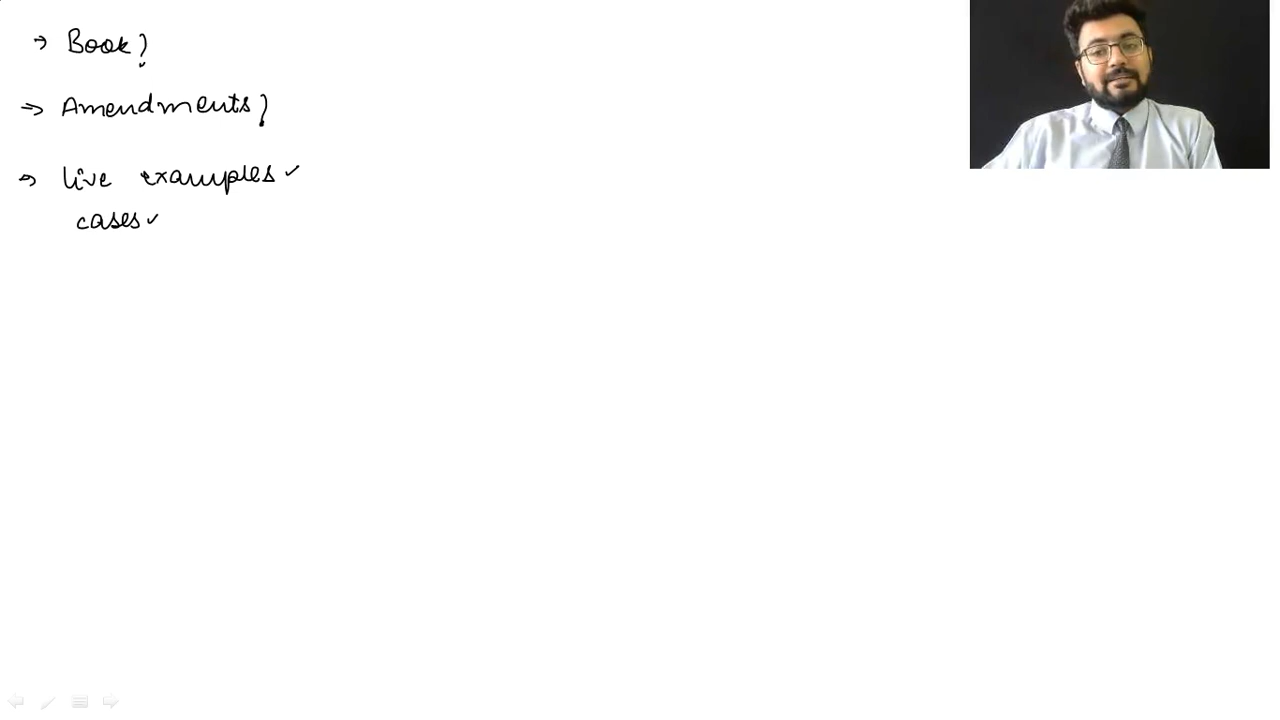 → Book?
→ Amendments?
→ live examples ✓
cases ✓